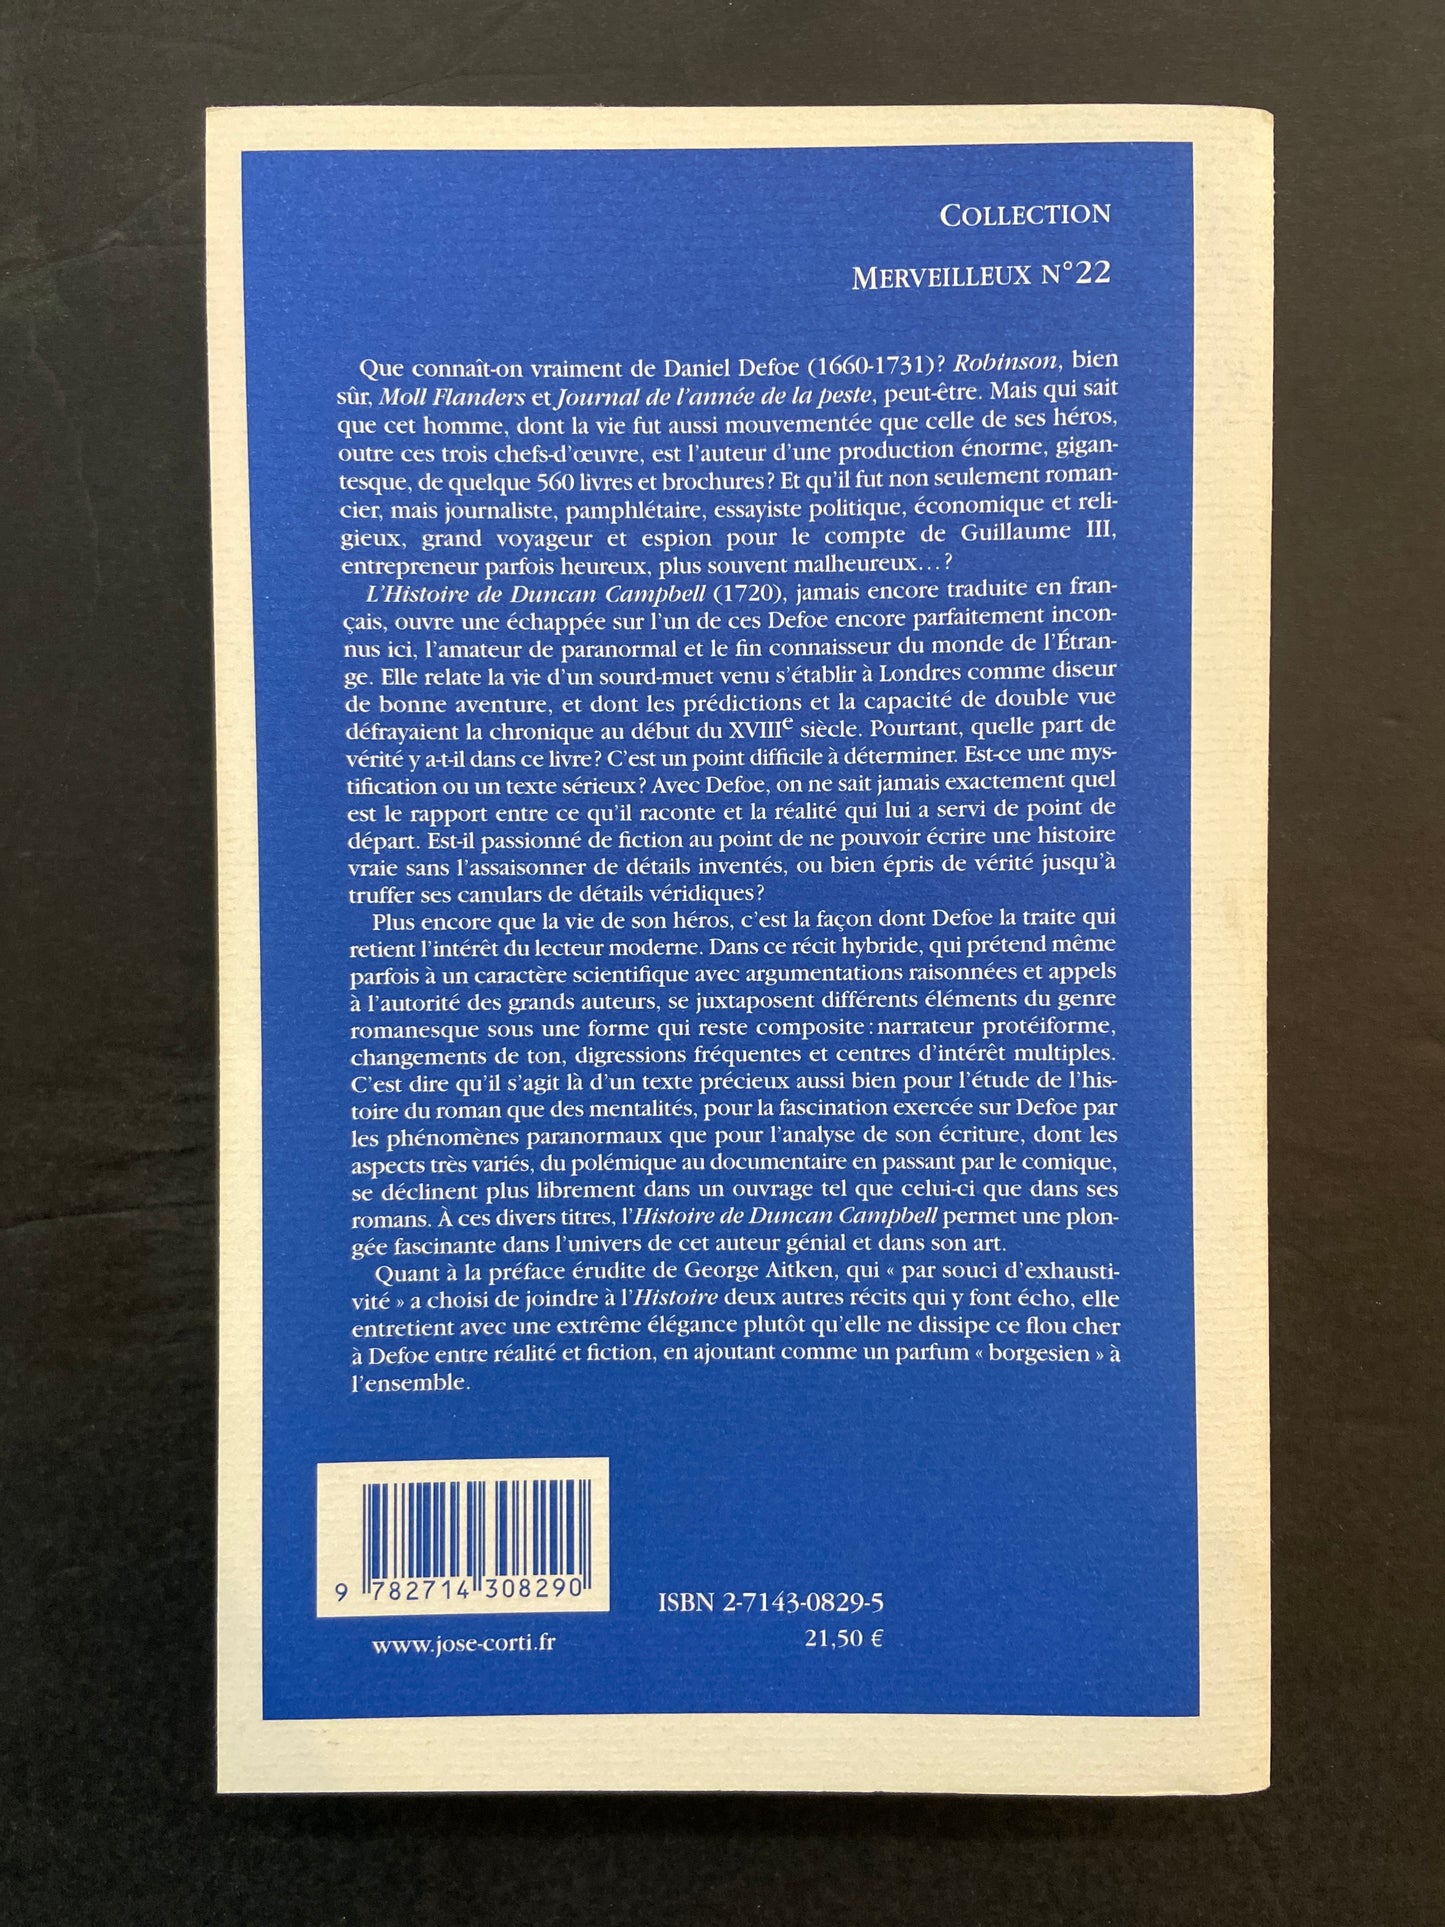 COLLECTION
MERVEILLEUX N°22
Que connaît-on vraiment de Daniel Defoe (1660-1731)? Robinson, bien
sûr, Moll Flanders et Journal de l'année de la peste, peut-être. Mais qui sait
que cet homme, dont la vie fut aussi mouvementée que celle de ses héros,
outre ces trois chefs-d'œuvre, est l'auteur d'une production énorme, gigan-
tesque, de quelque 560 livres et brochures? Et qu'il fut non seulement roman-
cier, mais journaliste, pamphlétaire, essayiste politique, économique et reli-
gieux, grand voyageur et espion pour le compte de Guillaume III,
entrepreneur parfois heureux, plus souvent malheureux…?
L'Histoire de Duncan Campbell (1720), jamais encore traduite en fran-
çais, ouvre une échappée sur l'un de ces Defoe encore parfaitement incon-
nus ici, l'amateur de paranormal et le fin connaisseur du monde de l'Étran-
ge. Elle relate la vie d'un sourd-muet venu s'établir à Londres comme diseur
de bonne aventure, et dont les prédictions et la capacité de double vue
défrayaient la chronique au début du XVIIIe siècle. Pourtant, quelle part de
vérité y a-t-il dans ce livre? C'est un point difficile à déterminer. Est-ce une mys-
tification ou un texte sérieux? Avec Defoe, on ne sait jamais exactement quel
est le rapport entre ce qu'il raconte et la réalité qui lui a servi de point de
départ. Est-il passionné de fiction au point de ne pouvoir écrire une histoire
vraie sans l'assaisonner de détails inventés, ou bien épris de vérité jusqu'à
truffer ses canulars de détails véridiques?
Plus encore que la vie de son héros, c'est la façon dont Defoe la traite qui
retient l'intérêt du lecteur moderne. Dans ce récit hybride, qui prétend même
parfois à un caractère scientifique avec argumentations raisonnées et appels
à l'autorité des grands auteurs, se juxtaposent différents éléments du genre
romanesque sous une forme qui reste composite: narrateur protéiforme,
changements de ton, digressions fréquentes et centres d'intérêt multiples.
C'est dire qu'il s'agit là d'un texte précieux aussi bien pour l'étude de l'his-
toire du roman que des mentalités, pour la fascination exercée sur Defoe par
les phénomènes paranormaux que pour l'analyse de son écriture, dont les
aspects très variés, du polémique au documentaire en passant par le comique,
se déclinent plus librement dans un ouvrage tel que celui-ci que dans ses
romans. À ces divers titres, l'Histoire de Duncan Campbell permet une plon-
gée fascinante dans l'univers de cet auteur génial et dans son art.
Quant à la préface érudite de George Aitken, qui « par souci d'exhausti-
vité » a choisi de joindre à l'Histoire deux autres récits qui y font écho, elle
entretient avec une extrême élégance plutôt qu'elle ne dissipe ce flou cher
à Defoe entre réalité et fiction, en ajoutant comme un parfum « borgesien » à
l'ensemble.
9 782714 308290
ISBN 2-7143-0829-5
www.jose-corti.fr
21,50 €